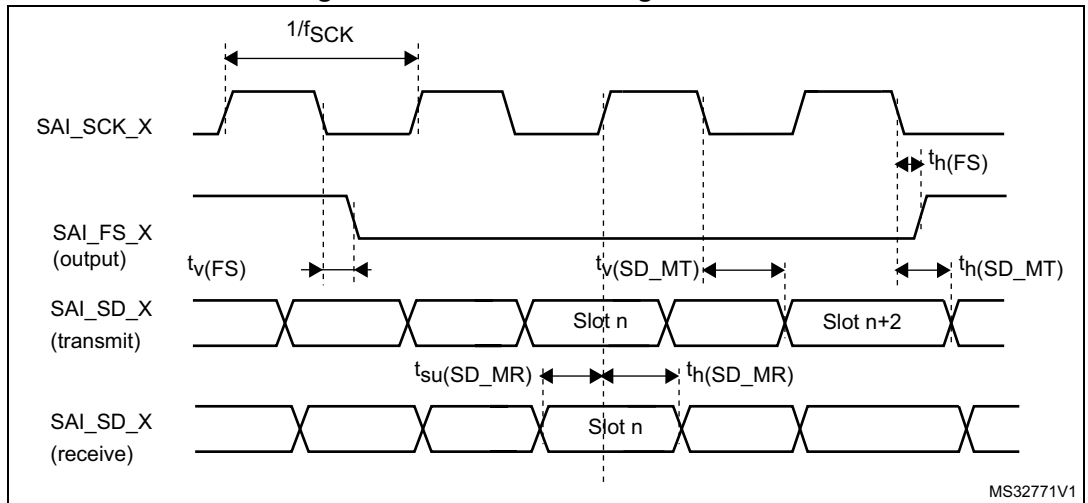 1/fSCK
SAI_SCK_X
th(FS)
SAI_FS_X
(output)
tv(FS)
tv(SD_MT)
th(SD_MT)
SAI_SD_X
(transmit)
Slot n
Slot n+2
tsu(SD_MR)
th(SD_MR)
SAI_SD_X
(receive)
Slot n
MS32771V1